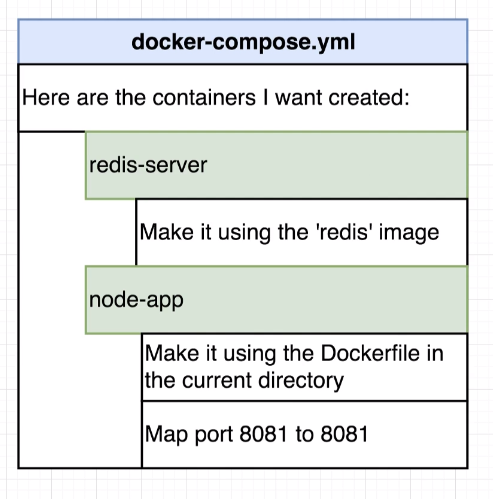 docker-compose.yml
Here are the containers I want created:
redis-server
Make it using the 'redis' image
node-app
Make it using the Dockerfile in
the current directory
Map port 8081 to 8081